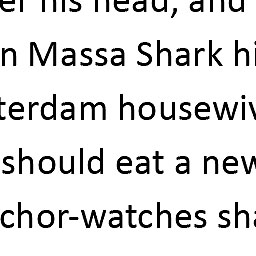 er his head, and
n Massa Shark hi
terdam housewiv
should eat a new
chor-watches sha